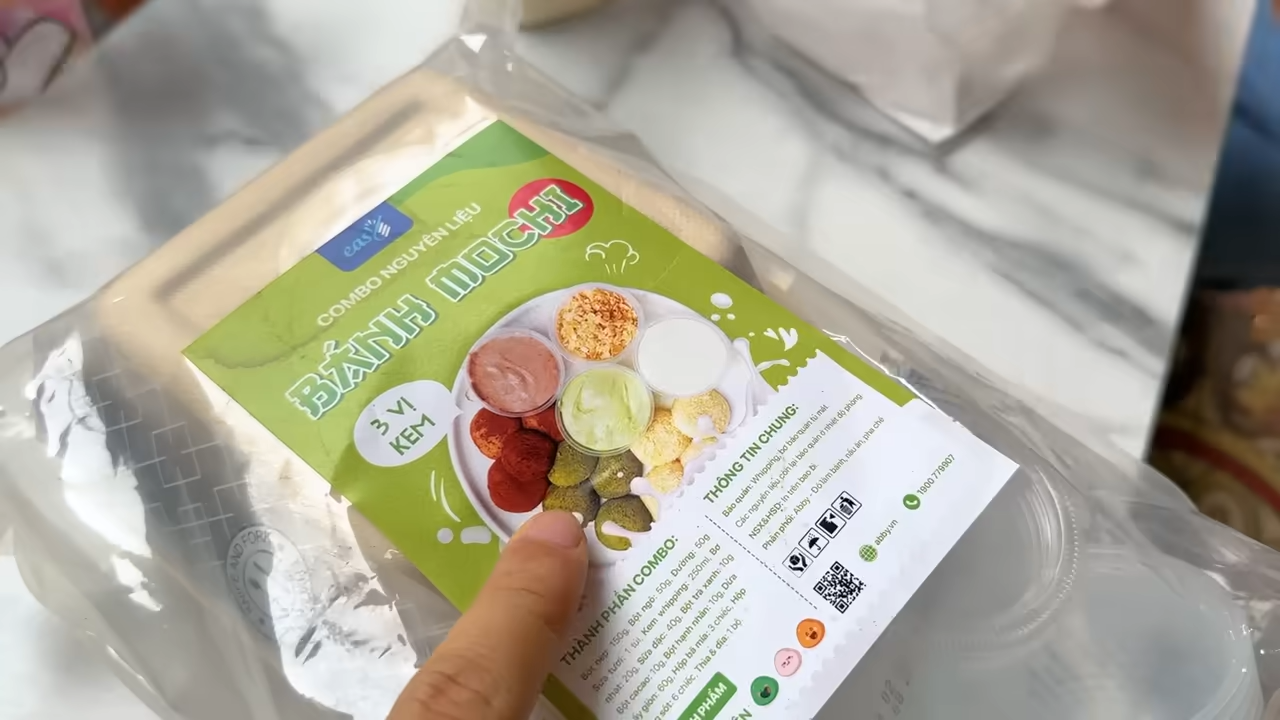 easy
COMBO NGUYÊN LIỆU
BÁNH MOCHI
3 VỊ
KEM
THÔNG TIN CHUNG:
Bảo quản: Whipping, bơ bảo quản tủ mát.
Các nguyên liệu còn lại bảo quản ở nhiệt độ phòng
NSX&HSD: In trên bao bì.
Phân phối: Abby - Đồ làm bánh, nấu ăn, pha chế
1900 779907
abby.vn
THÀNH PHẦN COMBO:
Bột nếp: 150g, Bột ngô: 50g, Đường: 50g
Sữa tươi: 1 túi, Kem whipping: 250ml, Bơ
nhạt: 20g, Sữa đặc: 40g, Bột trà xanh: 10g
Bột cacao: 10g, Bột hạnh nhân: 10g, Dừa
sấy giòn: 60g, Hộp bã mía: 3 chiếc, Hộp
sốt: 6 chiếc, Thìa & dĩa: 1 bộ
PHẨM
AND FORK